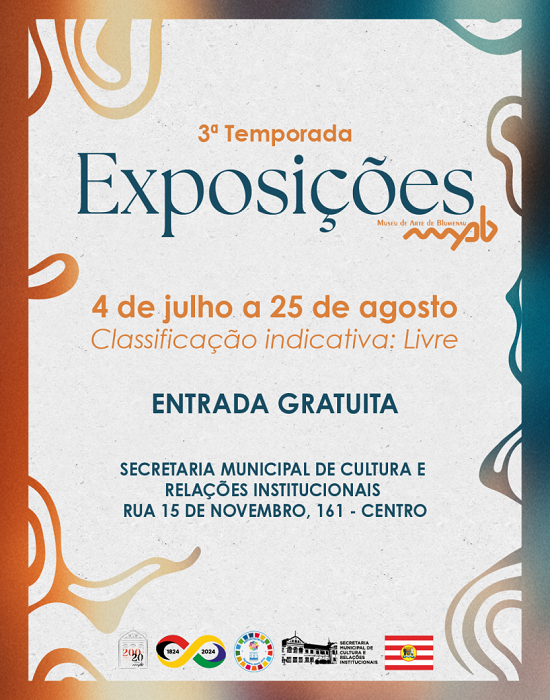 3ª Temporada
Exposições
Museu de Arte de Blumenau
mab
4 de julho a 25 de agosto
Classificação indicativa: Livre
ENTRADA GRATUITA
SECRETARIA MUNICIPAL DE CULTURA E
RELAÇÕES INSTITUCIONAIS
RUA 15 DE NOVEMBRO, 161 - CENTRO
1824
2024
SECRETARIA
MUNICIPAL DE
CULTURA E
RELAÇÕES
INSTITUCIONAIS